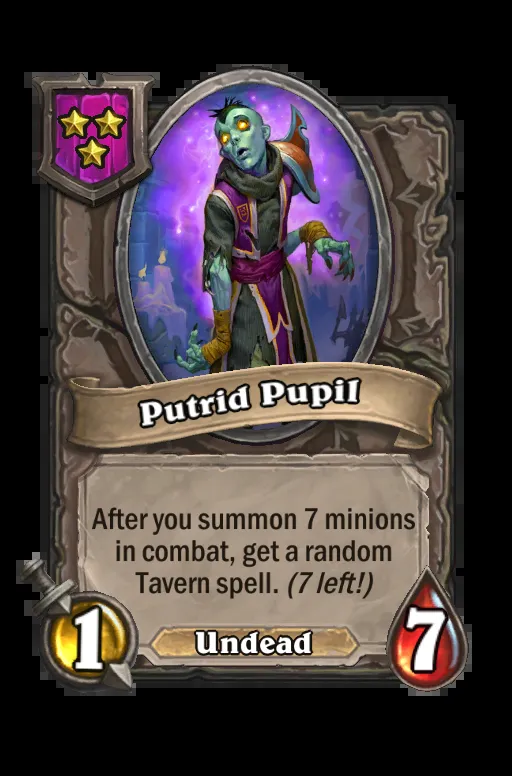 Putrid Pupil
After you summon 7 minions
in combat, get a random
Tavern spell. (7 left!)
1
Undead
7